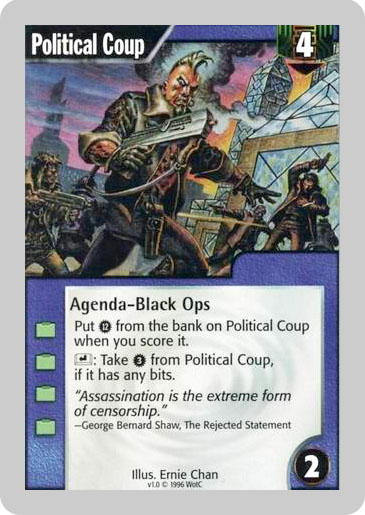 Political Coup
4
Agenda–Black Ops
Put 12 from the bank on Political Coup
when you score it.
: Take 3 from Political Coup,
if it has any bits.
“Assassination is the extreme form
of censorship.”
—George Bernard Shaw, The Rejected Statement
Illus. Ernie Chan
v1.0 © 1996 WotC
2